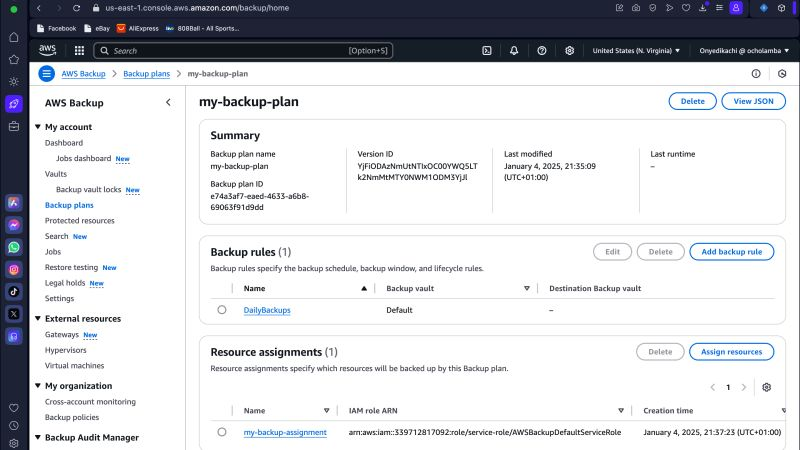 us-east-1.console.aws.amazon.com/backup/home
Facebook eBay AliExpress 808Ball - All Sports...
aws Search [Option+S] United States (N. Virginia) Onyedikachi @ ocholamba
AWS Backup > Backup plans > my-backup-plan
AWS Backup
My account
Dashboard
Jobs dashboard New
Vaults
Backup vault locks New
Backup plans
Protected resources
Search New
Jobs
Restore testing New
Legal holds New
Settings
External resources
Gateways New
Hypervisors
Virtual machines
My organization
Cross-account monitoring
Backup policies
Backup Audit Manager
my-backup-plan
Delete View JSON
Summary
Backup plan name
my-backup-plan
Backup plan ID
e74a3af7-eaed-4633-a6b8-
69063f91d9dd
Version ID
YjFiODAzNmUtNTIxOC00YWQ5LT
k2NmMtMTY0NWM1ODM3YjJl
Last modified
January 4, 2025, 21:35:09
(UTC+01:00)
Last runtime
–
Backup rules (1)
Edit Delete Add backup rule
Backup rules specify the backup schedule, backup window, and lifecycle rules.
Name Backup vault Destination Backup vault
DailyBackups Default –
Resource assignments (1)
Delete Assign resources
Resource assignments specify which resources will be backed up by this Backup plan.
1
Name IAM role ARN Creation time
my-backup-assignment arn:aws:iam::339712817092:role/service-role/AWSBackupDefaultServiceRole January 4, 2025, 21:37:23 (UTC+01:00)